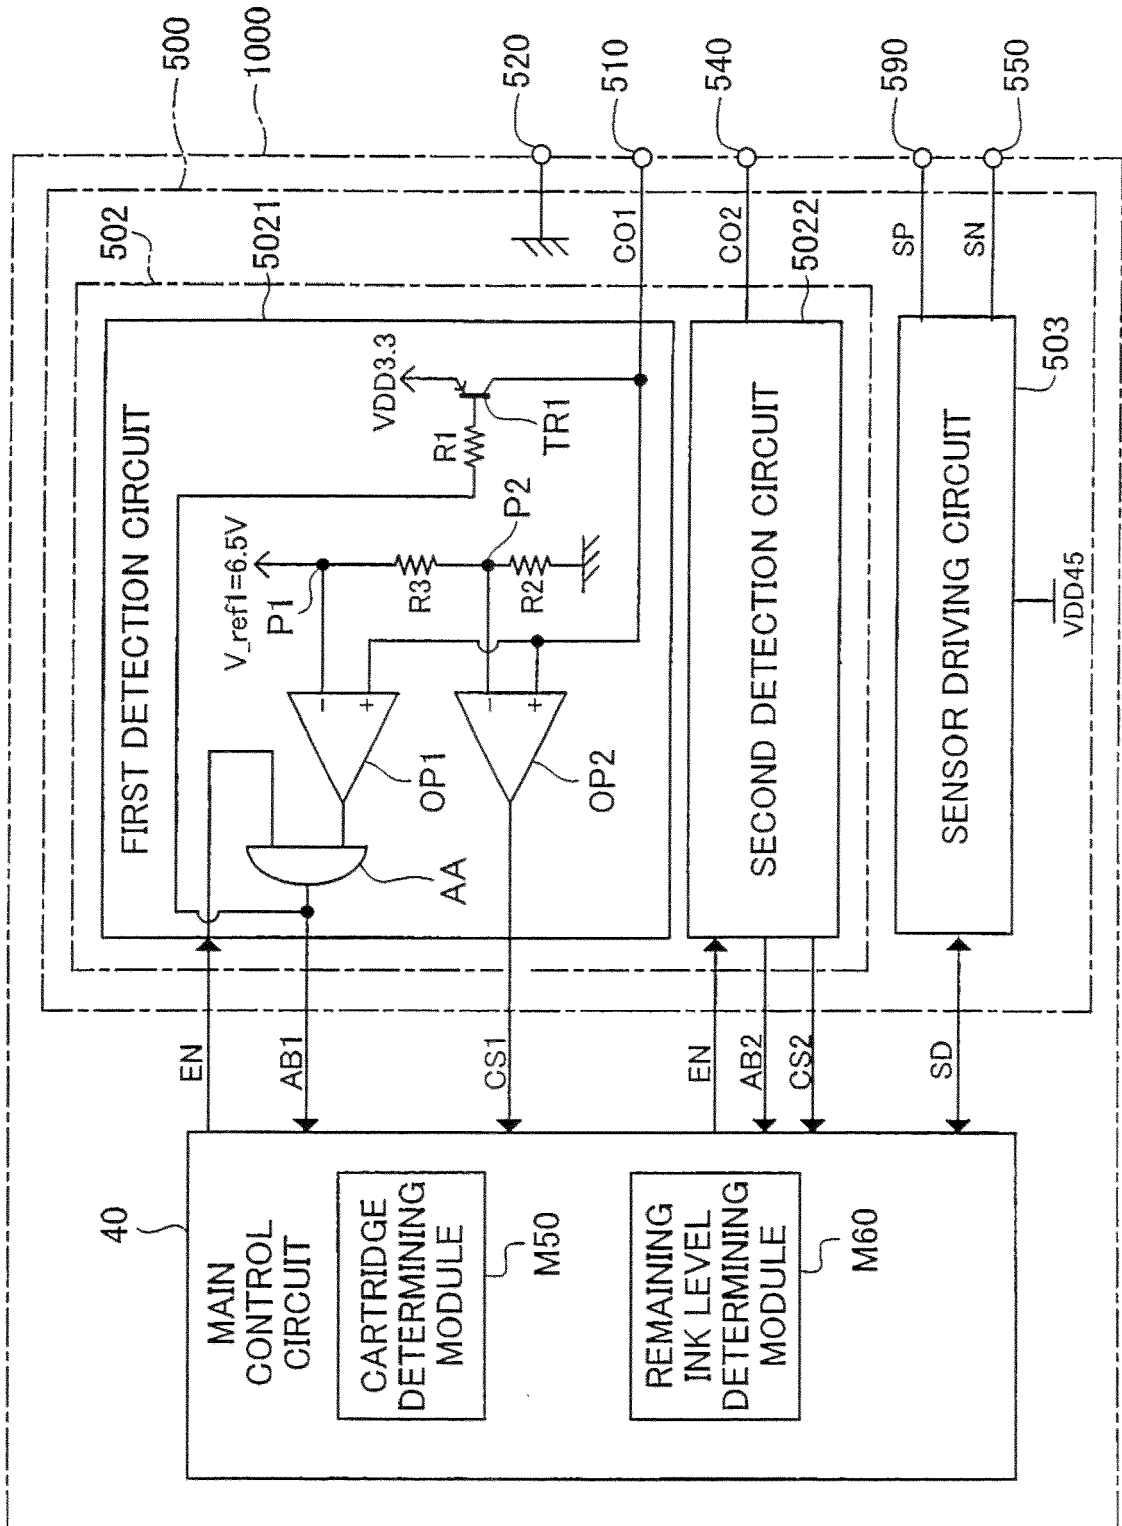 500
1000
520
510
540
590
550
502
5021
CO1
CO2
5022
SP
SN
503
FIRST DETECTION CIRCUIT
VDD3.3
R1
TR1
V_ref1=6.5V
P1
P2
R3
R2
−
+
OP1
−
+
OP2
AA
SECOND DETECTION CIRCUIT
SENSOR DRIVING CIRCUIT
VDD45
EN
AB1
CS1
EN
AB2
CS2
SD
40
MAIN
CONTROL
CIRCUIT
CARTRIDGE
DETERMINING
MODULE
M50
REMAINING
INK LEVEL
DETERMINING
MODULE
M60